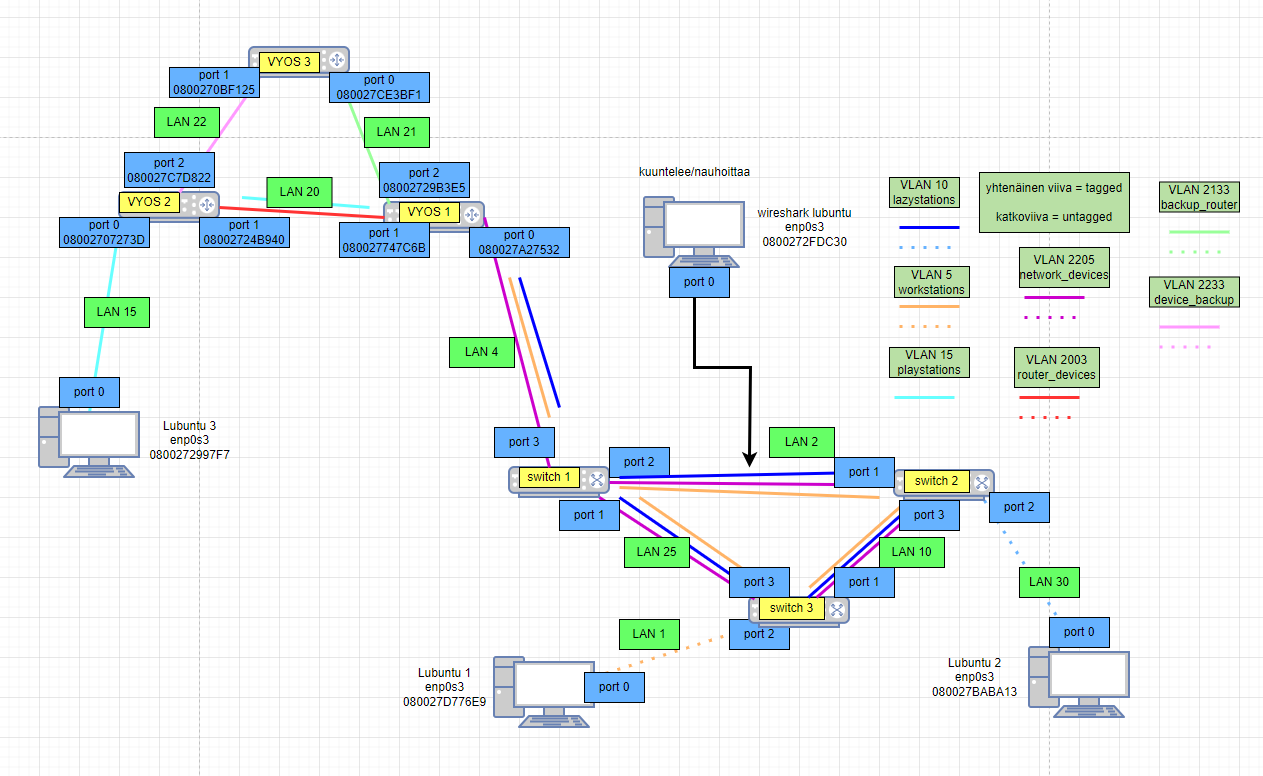 VYOS 3
port 1
0800270BF125
port 0
080027CE3BF1
LAN 22
LAN 21
port 2
080027C7D822
VYOS 2
LAN 20
port 2
08002729B3E5
VYOS 1
port 0
08002707273D
port 1
08002724B940
port 1
080027747C6B
port 0
080027A27532
LAN 15
LAN 4
port 0
Lubuntu 3
enp0s3
0800272997F7
kuuntelee/nauhoittaa
wireshark lubuntu
enp0s3
0800272FDC30
port 0
VLAN 10
lazystations
yhtenäinen viiva = tagged
katkoviiva = untagged
VLAN 2133
backup_router
VLAN 5
workstations
VLAN 2205
network_devices
VLAN 2233
device_backup
VLAN 15
playstations
VLAN 2003
router_devices
port 3
switch 1
port 2
LAN 2
port 1
switch 2
port 1
port 3
port 2
LAN 25
LAN 10
port 3
port 1
switch 3
port 2
LAN 30
LAN 1
port 0
Lubuntu 1
enp0s3
080027D776E9
port 0
Lubuntu 2
enp0s3
080027BABA13